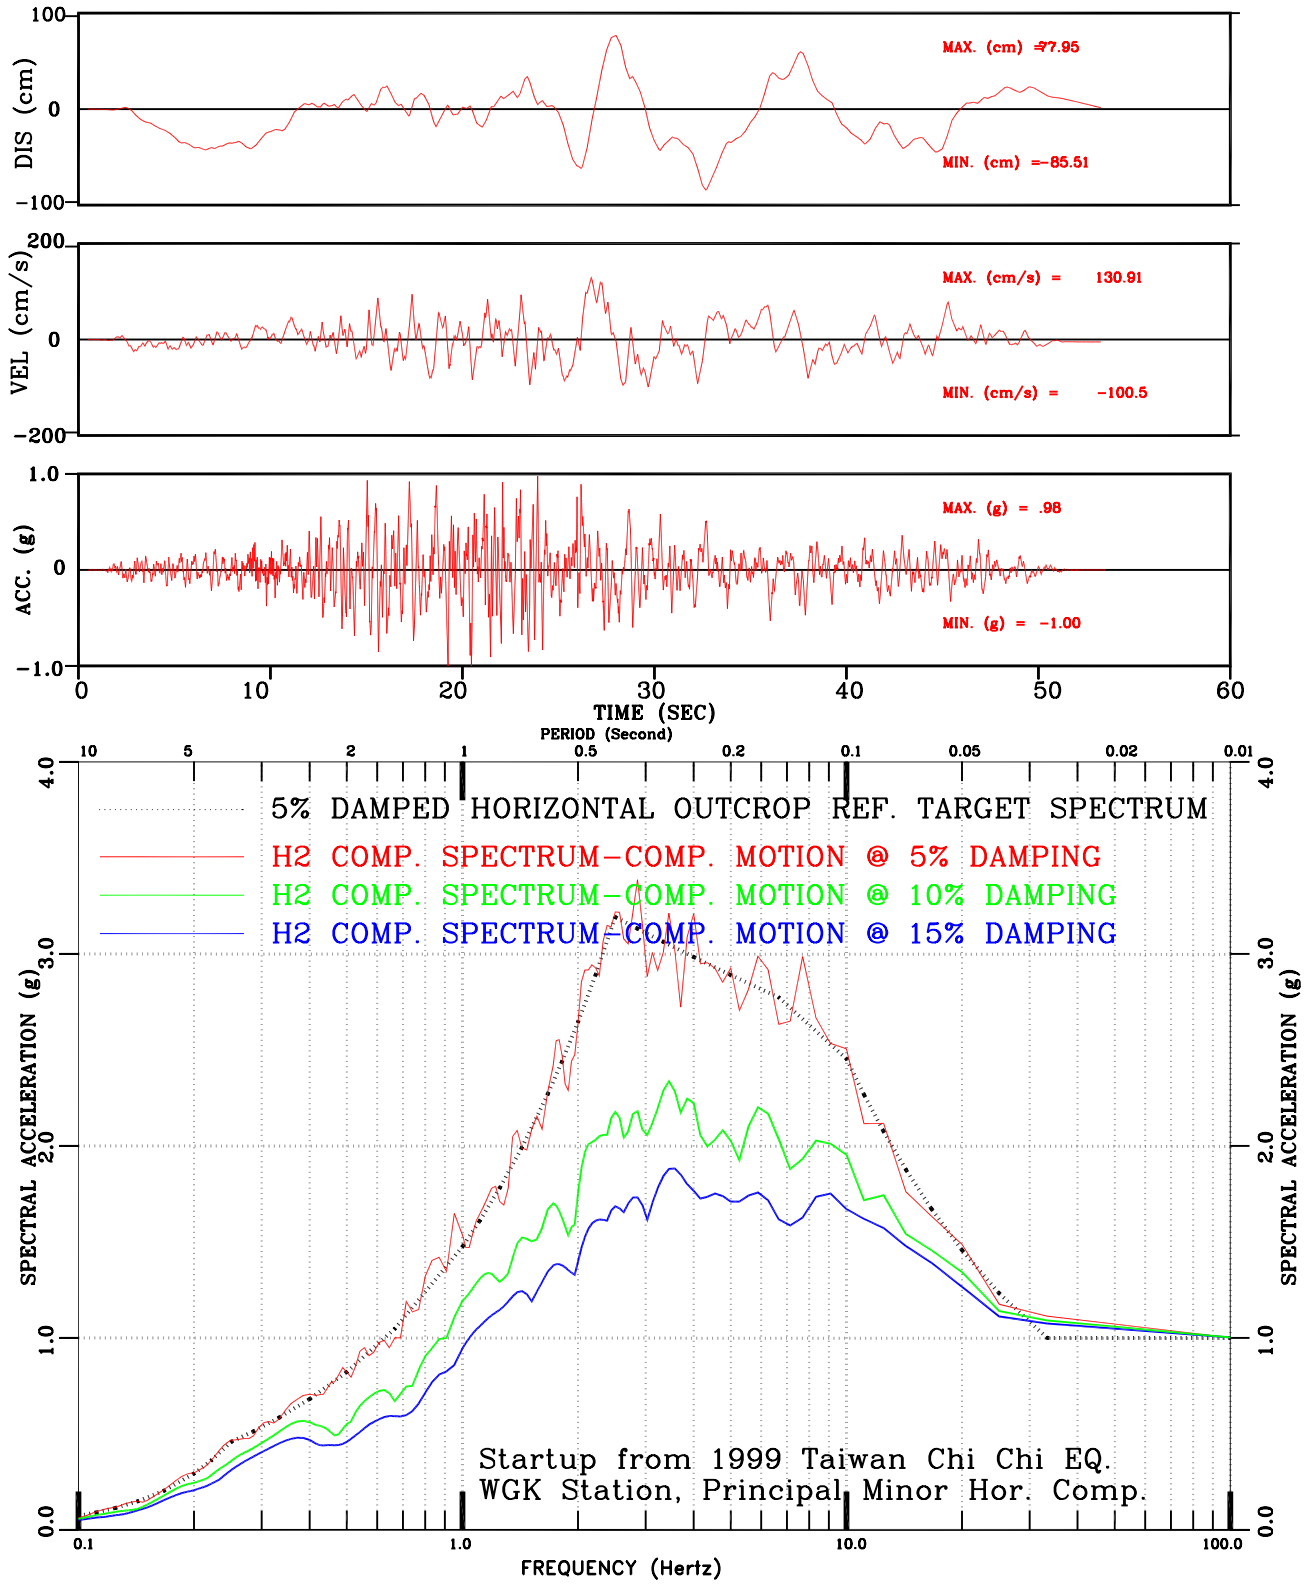 100
DIS (cm)
0
-100
MAX. (cm) =77.95
MIN. (cm) =-85.51
200
VEL (cm/s)
0
-200
MAX. (cm/s) = 130.91
MIN. (cm/s) = -100.5
1.0
ACC. (g)
0
-1.0
MAX. (g) = .98
MIN. (g) = -1.00
0 10 20 30 40 50 60
TIME (SEC)
PERIOD (Second)
10 5 2 1 0.5 0.2 0.1 0.05 0.02 0.01
4.0 4.0
5% DAMPED HORIZONTAL OUTCROP REF. TARGET SPECTRUM
H2 COMP. SPECTRUM-COMP. MOTION @ 5% DAMPING
H2 COMP. SPECTRUM-COMP. MOTION @ 10% DAMPING
H2 COMP. SPECTRUM-COMP. MOTION @ 15% DAMPING
3.0 3.0
SPECTRAL ACCELERATION (g)
SPECTRAL ACCELERATION (g)
2.0 2.0
1.0 1.0
Startup from 1999 Taiwan Chi Chi EQ.
WGK Station, Principal Minor Hor. Comp.
0.0 0.0
0.1 1.0 10.0 100.0
FREQUENCY (Hertz)